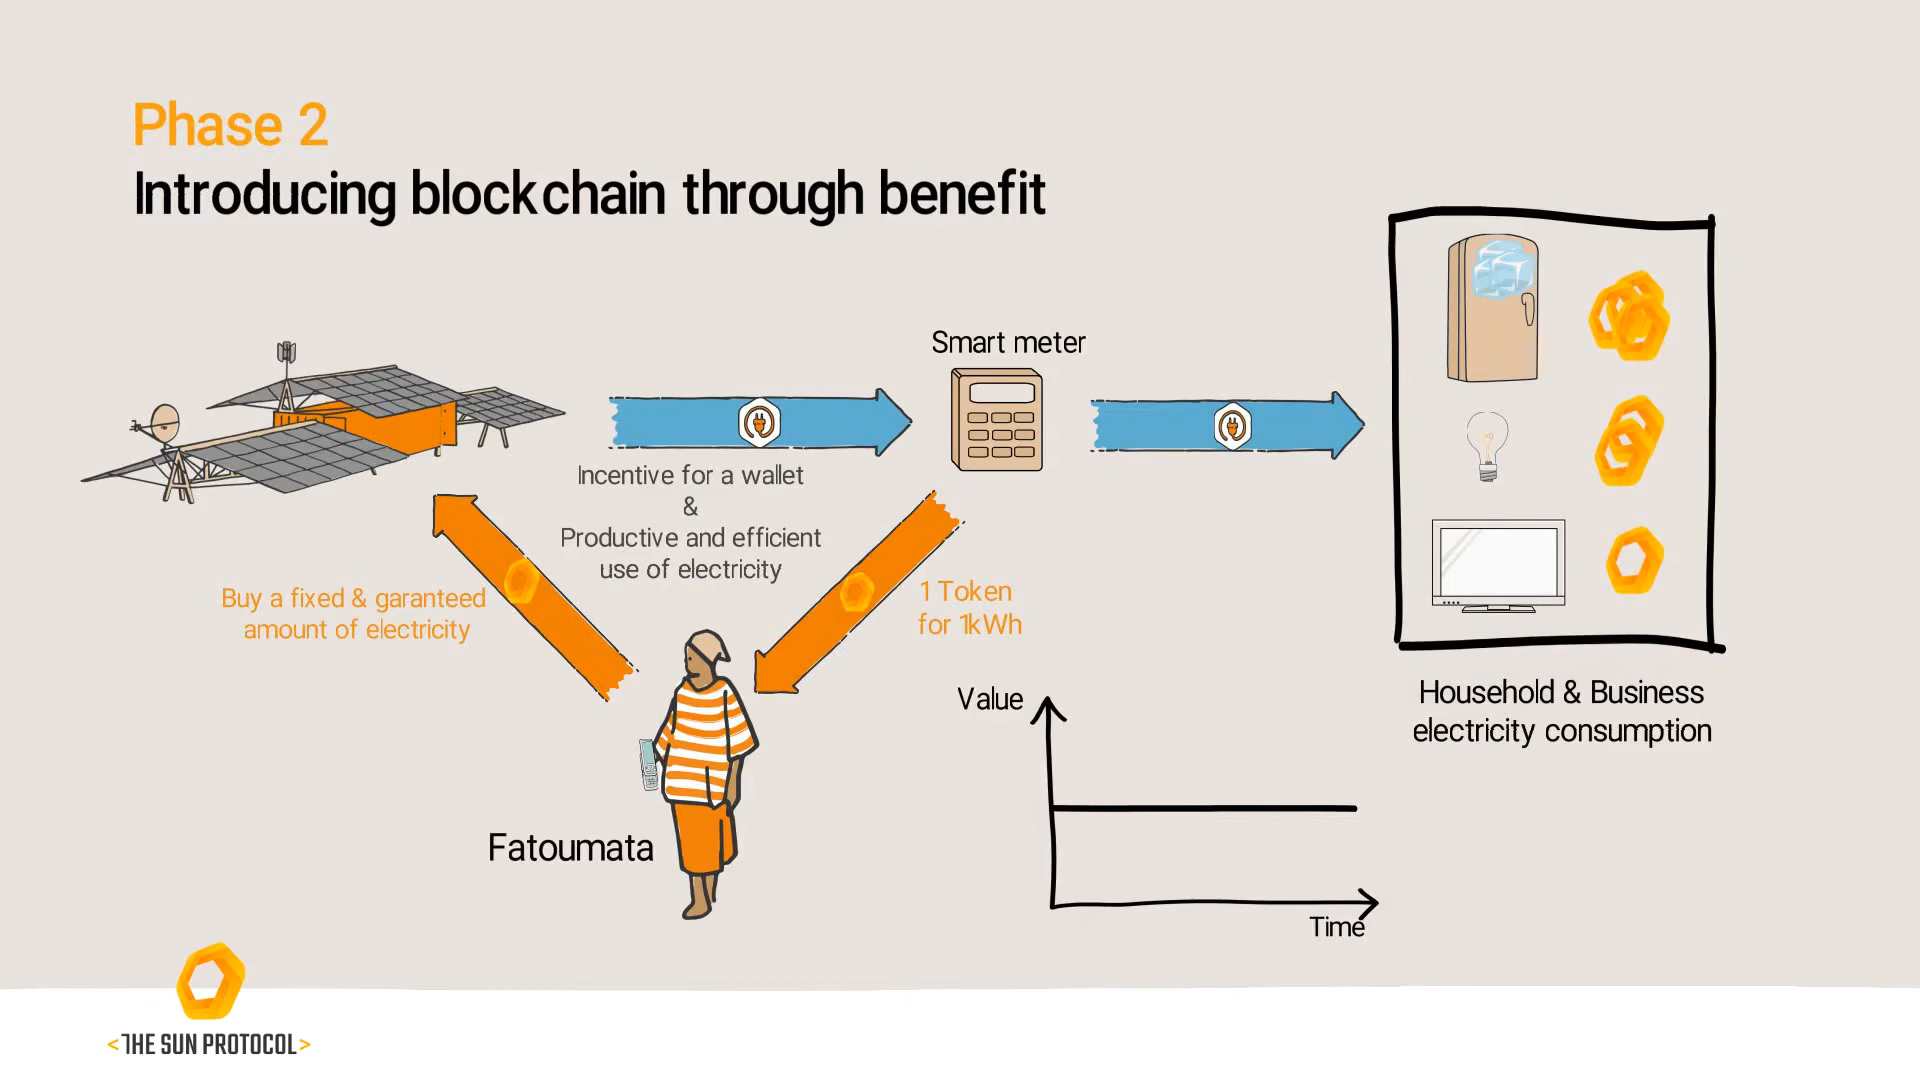 Phase 2
Introducing blockchain through benefit
Smart meter
Incentive for a wallet
&
Productive and efficient
use of electricity
Buy a fixed & garanteed
amount of electricity
1 Token
for 1kWh
Value
Time
Household & Business
electricity consumption
Fatoumata
<THE SUN PROTOCOL>